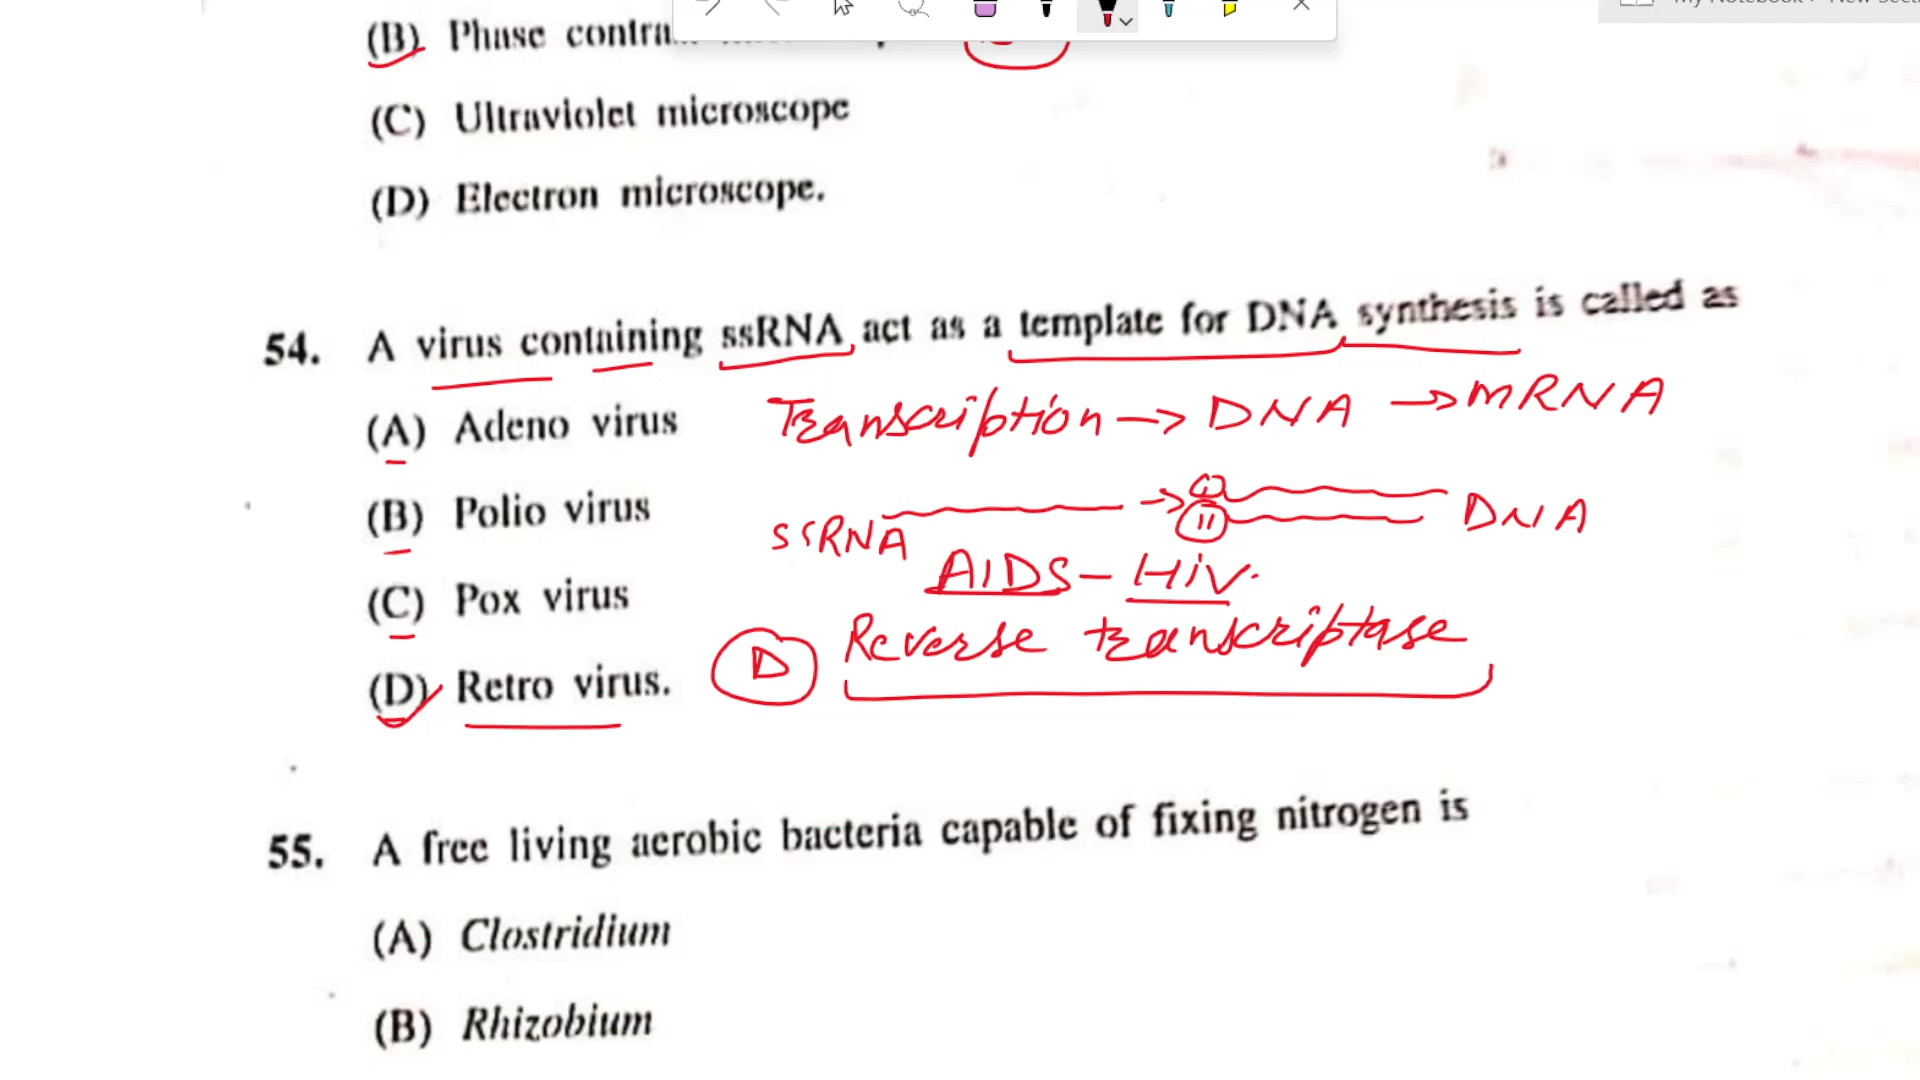 (B) Phase
(C) Ultraviolet microscope
(D) Electron microscope.
54. A virus containing ssRNA act as a template for DNA synthesis is called as
(A) Adeno virus
Transcription → DNA → mRNA
(B) Polio virus
ssRNA → I II DNA
AIDS - HiV.
(C) Pox virus
Reverse transcriptase
(D) Retro virus.
D
55. A free living aerobic bacteria capable of fixing nitrogen is
(A) Clostridium
(B) Rhizobium